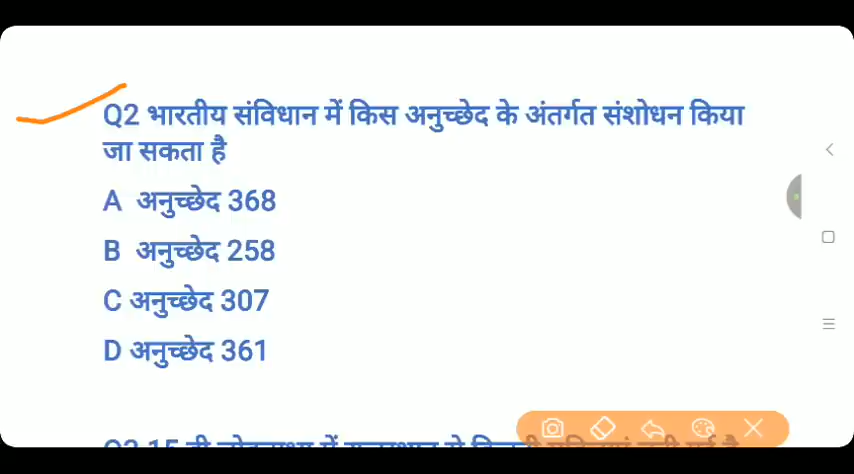 Q2 भारतीय संविधान में किस अनुच्छेद के अंतर्गत संशोधन किया
जा सकता है
A अनुच्छेद 368
B अनुच्छेद 258
C अनुच्छेद 307
D अनुच्छेद 361